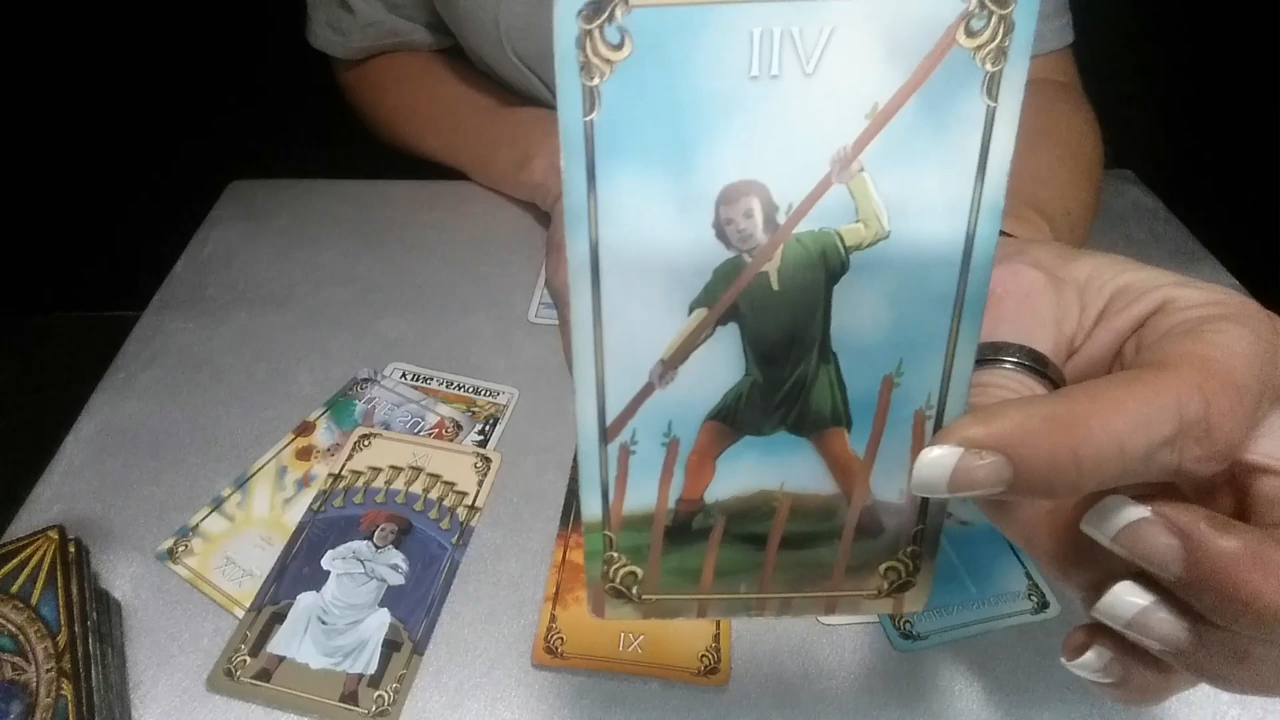 IIV
KING of SWORDS.
THE SUN
XI
XIX
IX